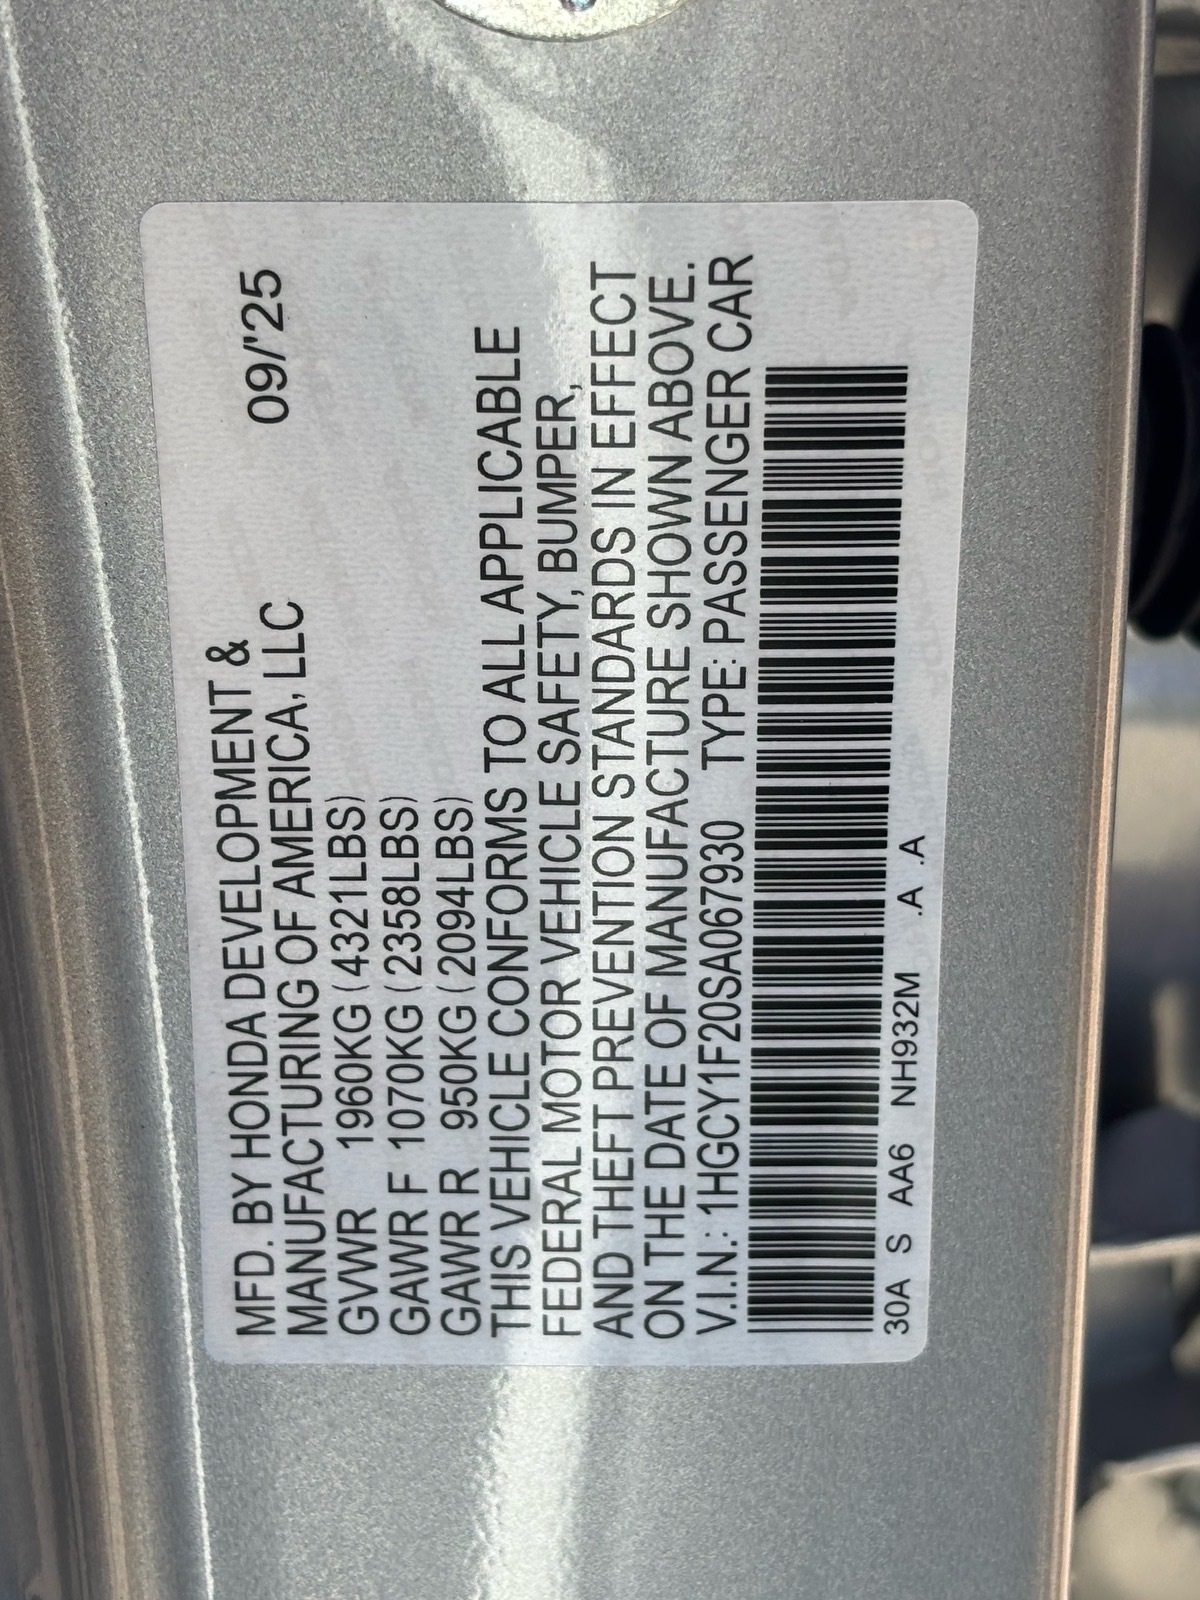 MFD. BY HONDA DEVELOPMENT &
MANUFACTURING OF AMERICA, LLC 09/'25
GVWR 1960KG (4321LBS)
GAWR F 1070KG (2358LBS)
GAWR R 950KG (2094LBS)
THIS VEHICLE CONFORMS TO ALL APPLICABLE
FEDERAL MOTOR VEHICLE SAFETY, BUMPER,
AND THEFT PREVENTION STANDARDS IN EFFECT
ON THE DATE OF MANUFACTURE SHOWN ABOVE.
V.I.N.: 1HGCY1F20SA067930 TYPE: PASSENGER CAR
30A S AA6 NH932M .A .A